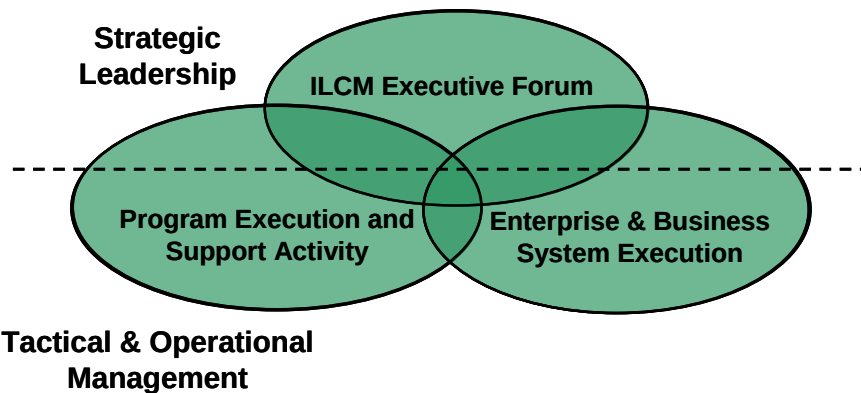 Strategic
Leadership
ILCM Executive Forum
Program Execution and
Support Activity
Enterprise & Business
System Execution
Tactical & Operational
Management